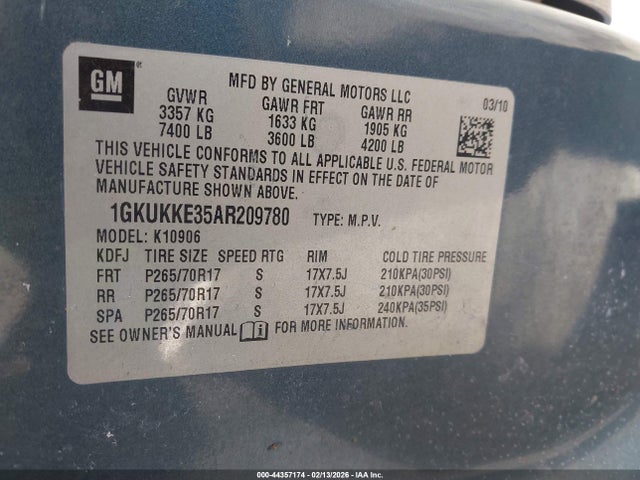 GM
MFD BY GENERAL MOTORS LLC
03/10
GVWR GAWR FRT GAWR RR
3357 KG 1633 KG 1905 KG
7400 LB 3600 LB 4200 LB
THIS VEHICLE CONFORMS TO ALL APPLICABLE U.S. FEDERAL MOTOR
VEHICLE SAFETY STANDARDS IN EFFECT ON THE DATE OF
MANUFACTURE SHOWN ABOVE.
1GKUKKE35AR209780 TYPE: M.P.V.
MODEL: K10906
KDFJ TIRE SIZE SPEED RTG RIM COLD TIRE PRESSURE
FRT P265/70R17 S 17X7.5J 210KPA(30PSI)
RR P265/70R17 S 17X7.5J 210KPA(30PSI)
SPA P265/70R17 S 17X7.5J 240KPA(35PSI)
SEE OWNER'S MANUAL FOR MORE INFORMATION.
000-44357174 - 02/13/2026 - IAAI.COM